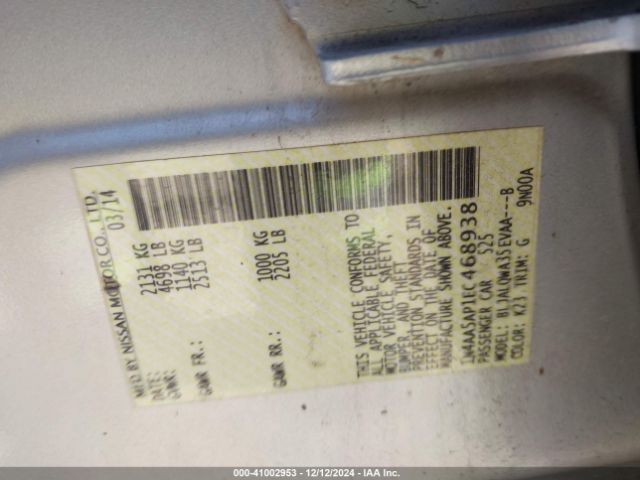 MFD BY NISSAN MOTOR CO., LTD.
DATE: 03/14
GVWR: 2131 KG
4698 LB
GAWR FR.: 1140 KG
2513 LB
GAWR RR.: 1000 KG
2205 LB
THIS VEHICLE CONFORMS TO
ALL APPLICABLE FEDERAL
MOTOR VEHICLE SAFETY,
BUMPER, AND THEFT
PREVENTION STANDARDS IN
EFFECT ON THE DATE OF
MANUFACTURE SHOWN ABOVE.
1N4AA5AP1EC468938
PASSENGER CAR 525
MODEL: BLJALQWA35EVAA---B
COLOR: K23 TRIM: G 9N00A
000-41002953 - 12/12/2024 - IAA Inc.